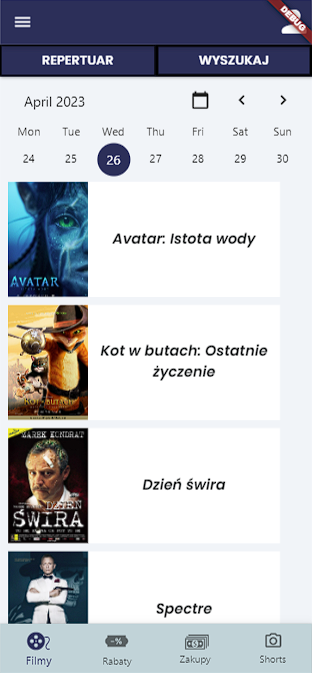 DEBUG
REPERTUAR WYSZUKAJ
April 2023
Mon Tue Wed Thu Fri Sat Sun
24 25 26 27 28 29 30
AVATAR
Avatar: Istota wody
KOT W BUTACH
Kot w butach: Ostatnie
życzenie
MAREK KONDRAT
DZIEŃ
ŚWIRA
Dzień świra
Spectre
-%
Filmy Rabaty Zakupy Shorts